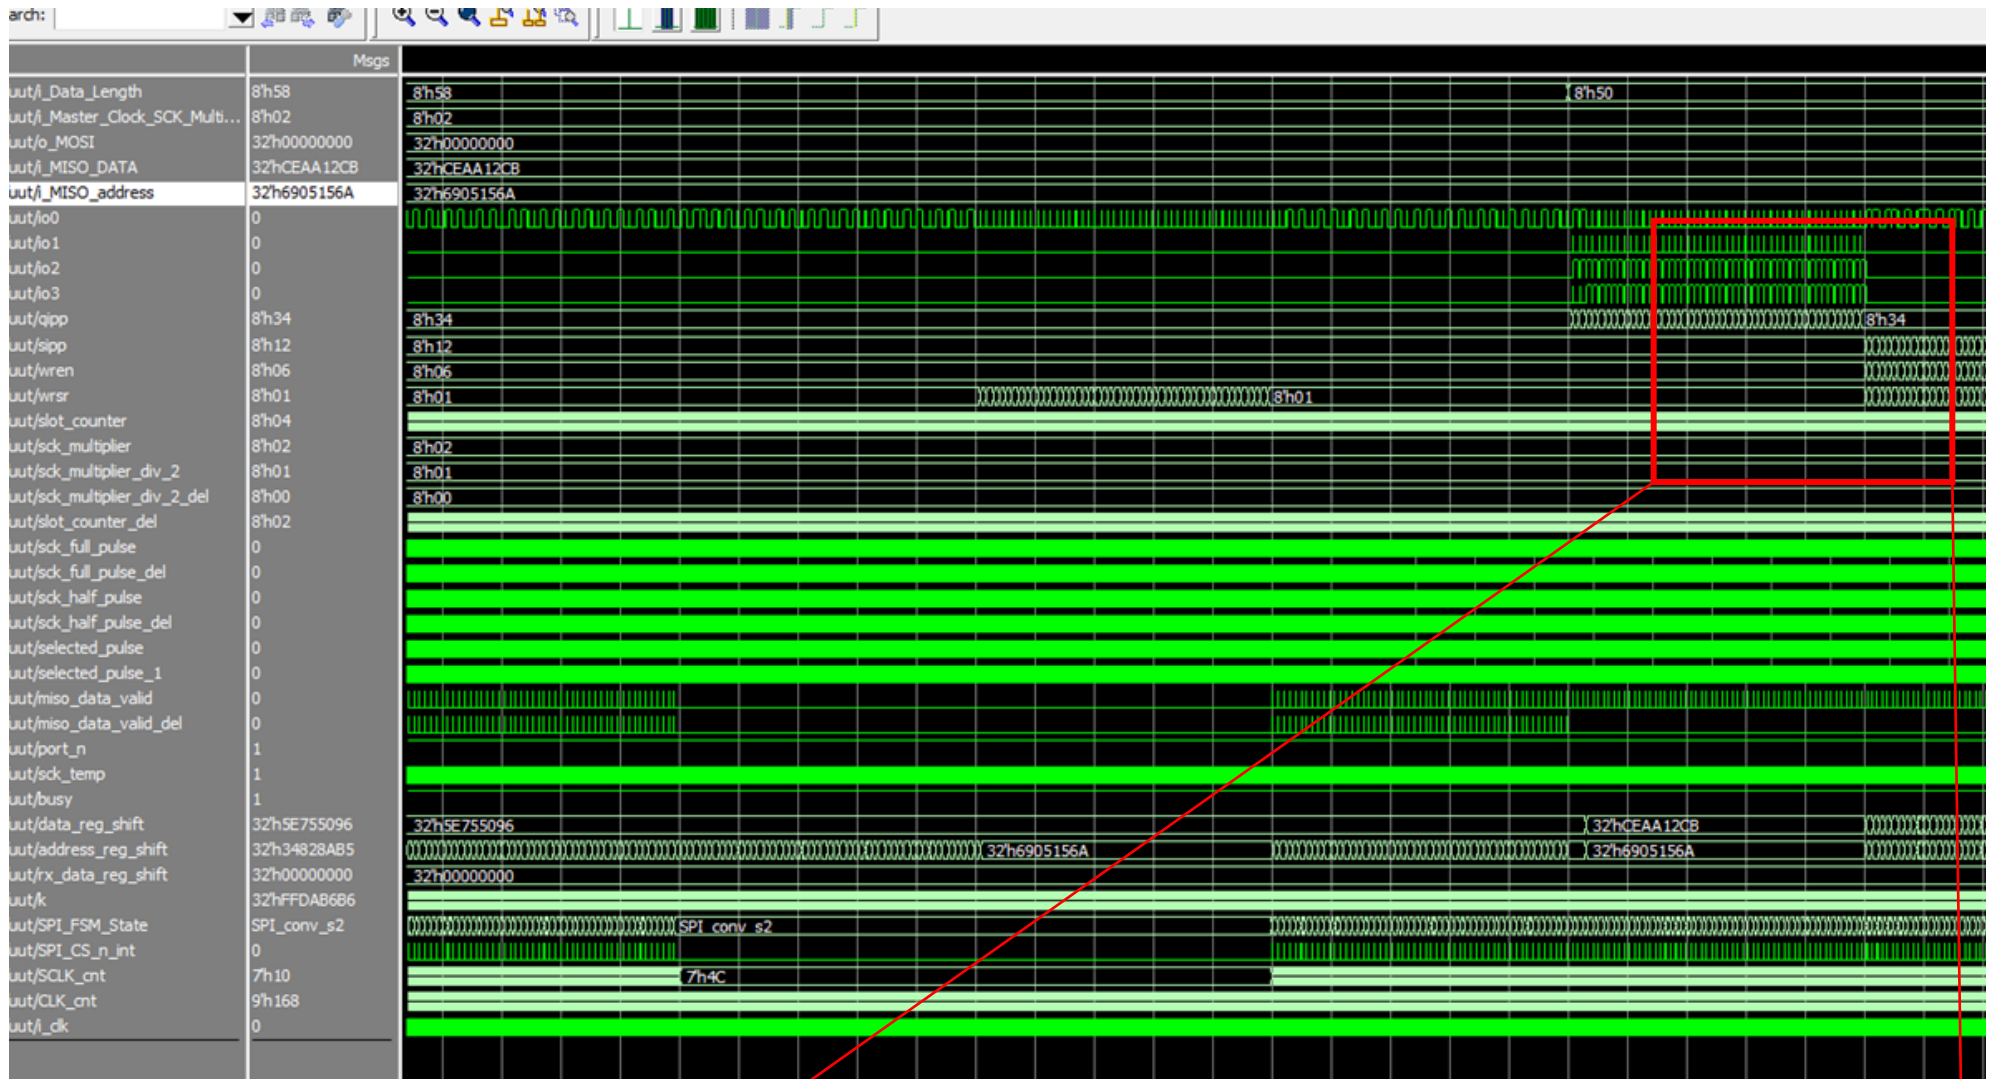 arch:
Msgs
uut/i_Data_Length 8'h58 8'h58 8'h50
uut/i_Master_Clock_SCK_Multi... 8'h02 8'h02
uut/o_MOSI 32'h00000000 32'h00000000
uut/i_MISO_DATA 32'hCEAA12CB 32'hCEAA12CB
uut/i_MISO_address 32'h6905156A 32'h6905156A
uut/io0 0
uut/io1 0
uut/io2 0
uut/io3 0
uut/qipp 8'h34 8'h34 8'h34
uut/sipp 8'h12 8'h12
uut/wren 8'h06 8'h06
uut/wrsr 8'h01 8'h01 8'h01
uut/slot_counter 8'h04
uut/sck_multiplier 8'h02 8'h02
uut/sck_multiplier_div_2 8'h01 8'h01
uut/sck_multiplier_div_2_del 8'h00 8'h00
uut/slot_counter_del 8'h02
uut/sck_full_pulse 0
uut/sck_full_pulse_del 0
uut/sck_half_pulse 0
uut/sck_half_pulse_del 0
uut/selected_pulse 0
uut/selected_pulse_1 0
uut/miso_data_valid 0
uut/miso_data_valid_del 0
uut/port_n 1
uut/sck_temp 1
uut/busy 1
uut/data_reg_shift 32'h5E755096 32'h5E755096 32'hCEAA12CB
uut/address_reg_shift 32'h34828AB5 32'h6905156A 32'h6905156A
uut/rx_data_reg_shift 32'h00000000 32'h00000000
uut/k 32'hFFDAB6B6
uut/SPI_FSM_State SPI_conv_s2 SPI_conv_s2
uut/SPI_CS_n_int 0
uut/SCLK_cnt 7'h10 7'h4C
uut/CLK_cnt 9'h168
uut/i_clk 0